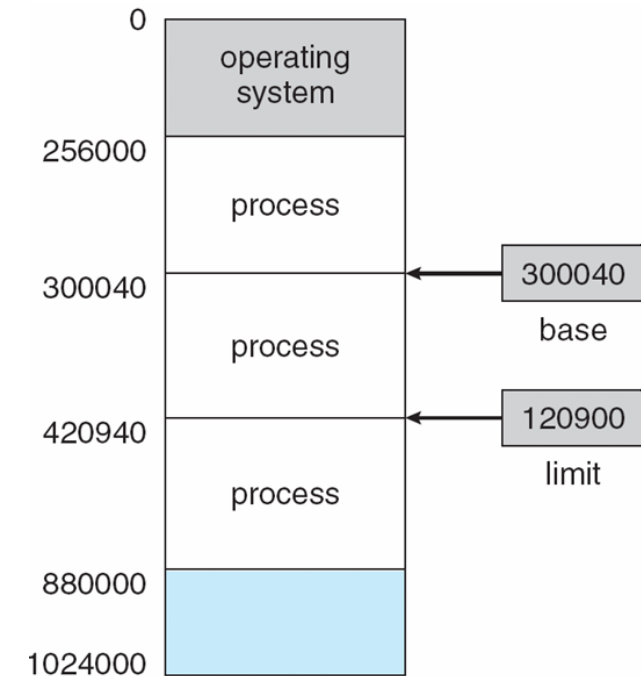 0
operating
system
256000
process
300040
300040
base
process
420940
120900
limit
process
880000
1024000